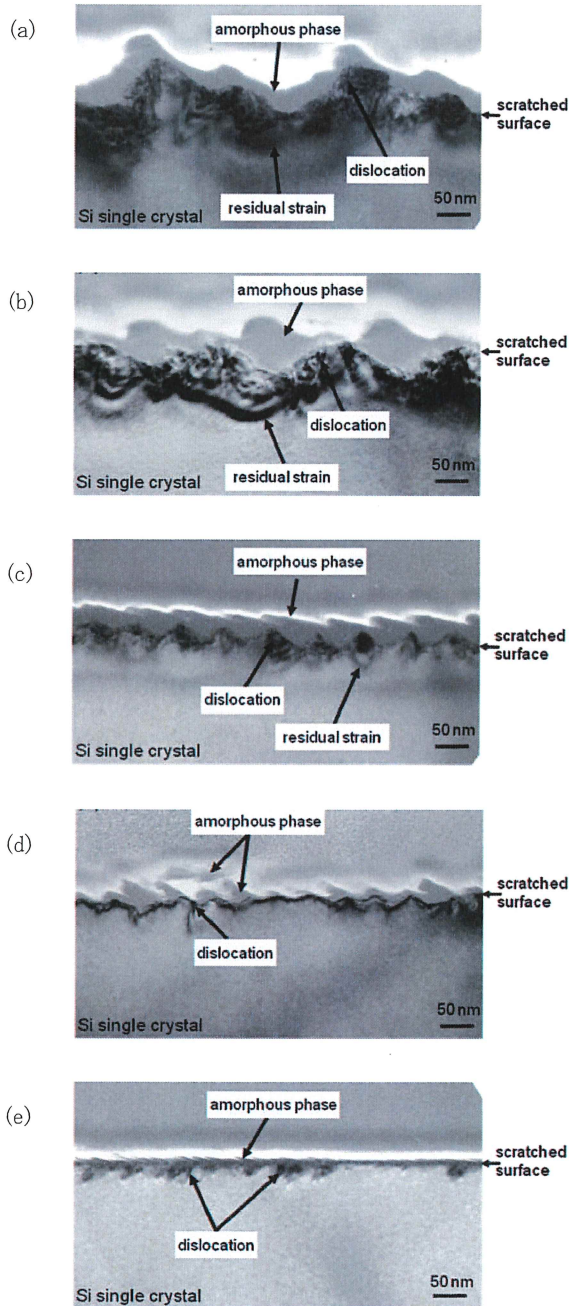 (a)
amorphous phase
scratched
surface
dislocation
residual strain
Si single crystal
50 nm
(b)
amorphous phase
scratched
surface
dislocation
residual strain
Si single crystal
50 nm
(c)
amorphous phase
scratched
surface
dislocation
residual strain
Si single crystal
50 nm
(d)
amorphous phase
scratched
surface
dislocation
Si single crystal
50 nm
(e)
amorphous phase
scratched
surface
dislocation
Si single crystal
50 nm